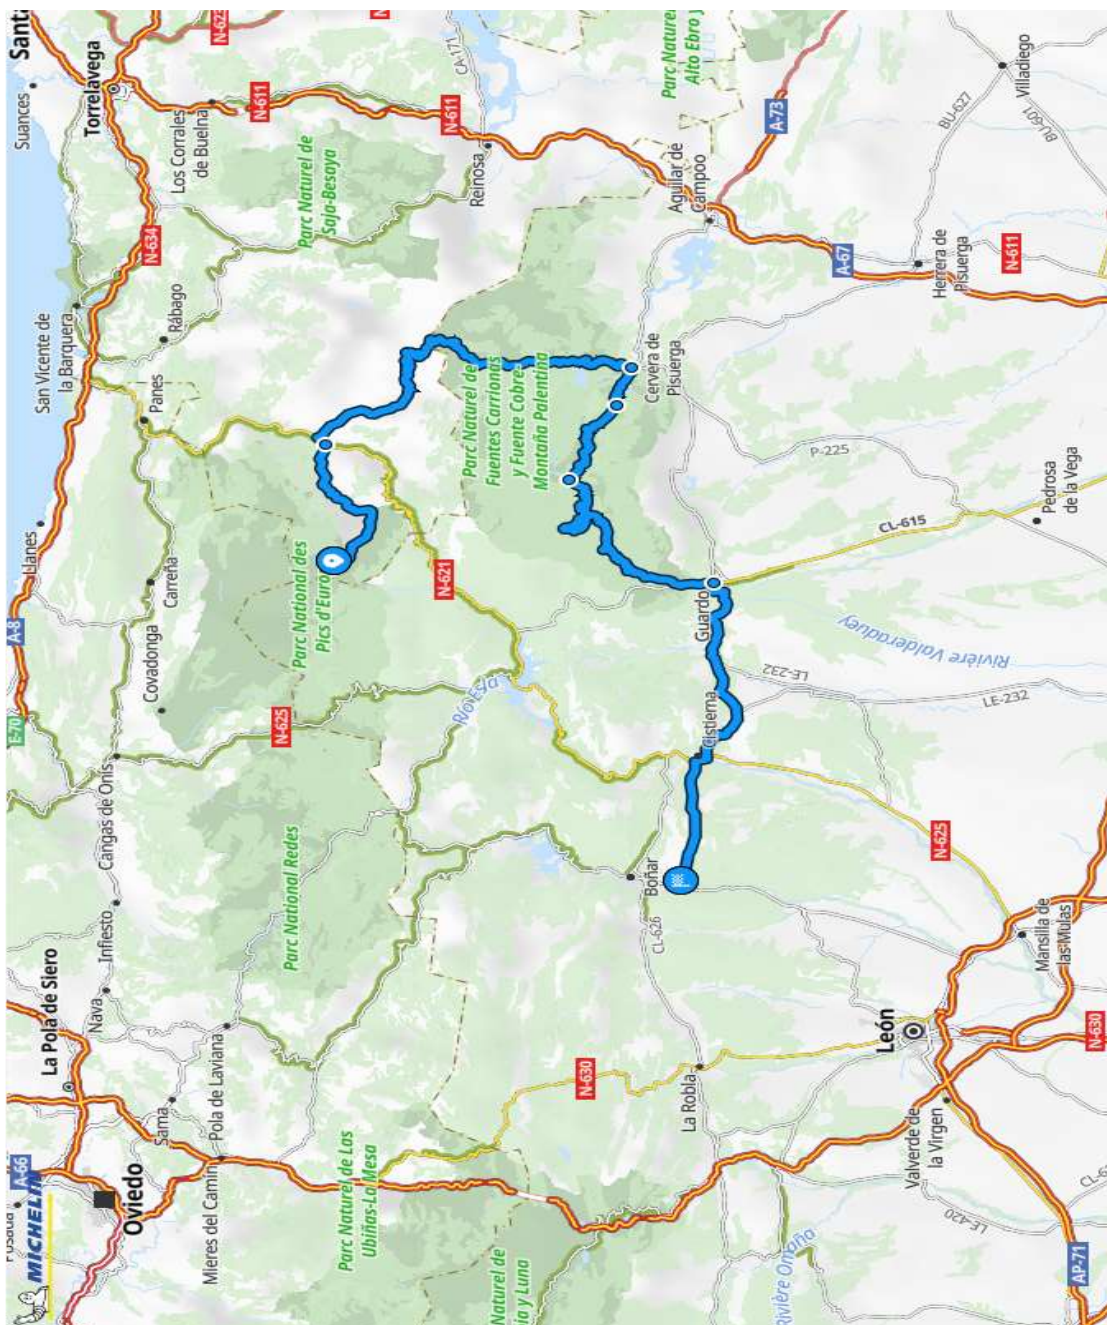 MICHELIN
A-66
E-70
A-8
Llanes
San Vicente de
la Barquera
Suances
Torrelavega
N-623
Oviedo
La Pola de Siero
Nava
Infiesto
Cangas de Onís
Carreña
Covadonga
Panes
Rábago
N-634
Los Corrales
de Buelna
N-611
Sama
Mieres del Camín
Pola de Laviana
Parc National Redes
N-625
Parc National des
Pics d'Euro
Parc Naturel de
Saja-Besaya
Parc Naturel de Las
Ubiñas-La Mesa
N-621
N-611
CA-171
Reinosa
Río Esla
Parc Naturel de
Fuentes Carrionas
y Fuente Cobre-
Montaña Palentina
N-630
Cervera de
Pisuerga
Parc Naturel
Alto Ebro y
Aguilar de
Campoo
Boñar
CL-626
Cistierna
Guardo
La Robla
A-73
LE-232
Rivière Valderaduey
P-225
A-67
CL-615
León
N-625
LE-232
Herrera de
Pisuerga
BU-627
Valverde de
la Virgen
LE-420
Rivière Omaña
Mansilla de
las Mulas
Pedrosa
de la Vega
N-611
Villadiego
BU-601
AP-71
N-630